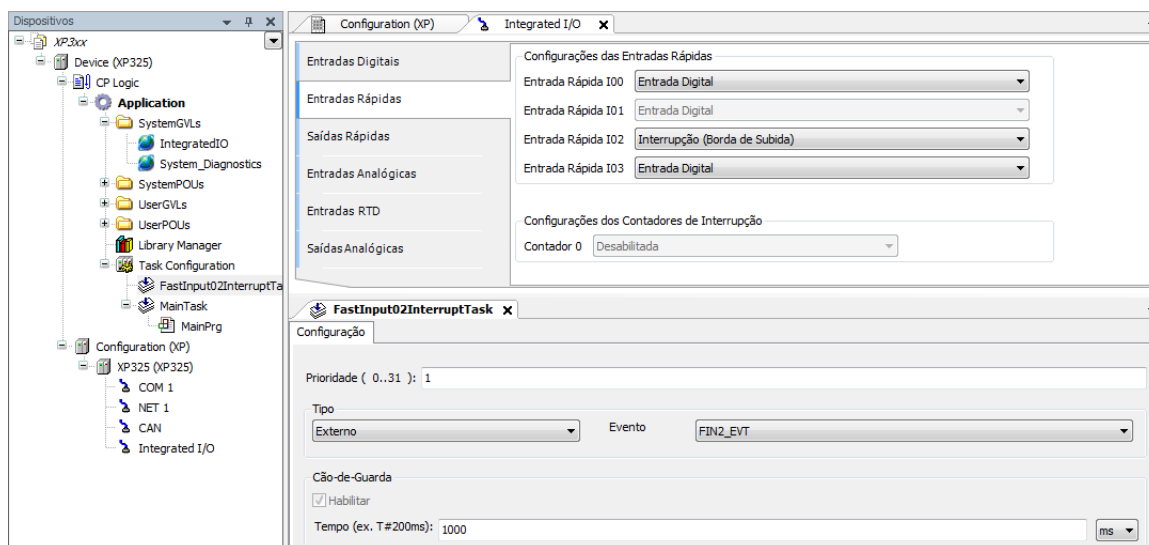 Dispositivos
XP3xx
Device (XP325)
CP Logic
Application
SystemGVLs
IntegratedIO
System_Diagnostics
SystemPOUs
UserGVLs
UserPOUs
Library Manager
Task Configuration
FastInput02InterruptTa
MainTask
MainPrg
Configuration (XP)
XP325 (XP325)
COM 1
NET 1
CAN
Integrated I/O
Configuration (XP) Integrated I/O
Entradas Digitais
Entradas Rápidas
Saídas Rápidas
Entradas Analógicas
Entradas RTD
Saídas Analógicas
Configurações das Entradas Rápidas
Entrada Rápida I00 Entrada Digital
Entrada Rápida I01 Entrada Digital
Entrada Rápida I02 Interrupção (Borda de Subida)
Entrada Rápida I03 Entrada Digital
Configurações dos Contadores de Interrupção
Contador 0 Desabilitada
FastInput02InterruptTask
Configuração
Prioridade ( 0..31 ): 1
Tipo
Externo Evento FIN2_EVT
Cão-de-Guarda
Habilitar
Tempo (ex. T#200ms): 1000 ms